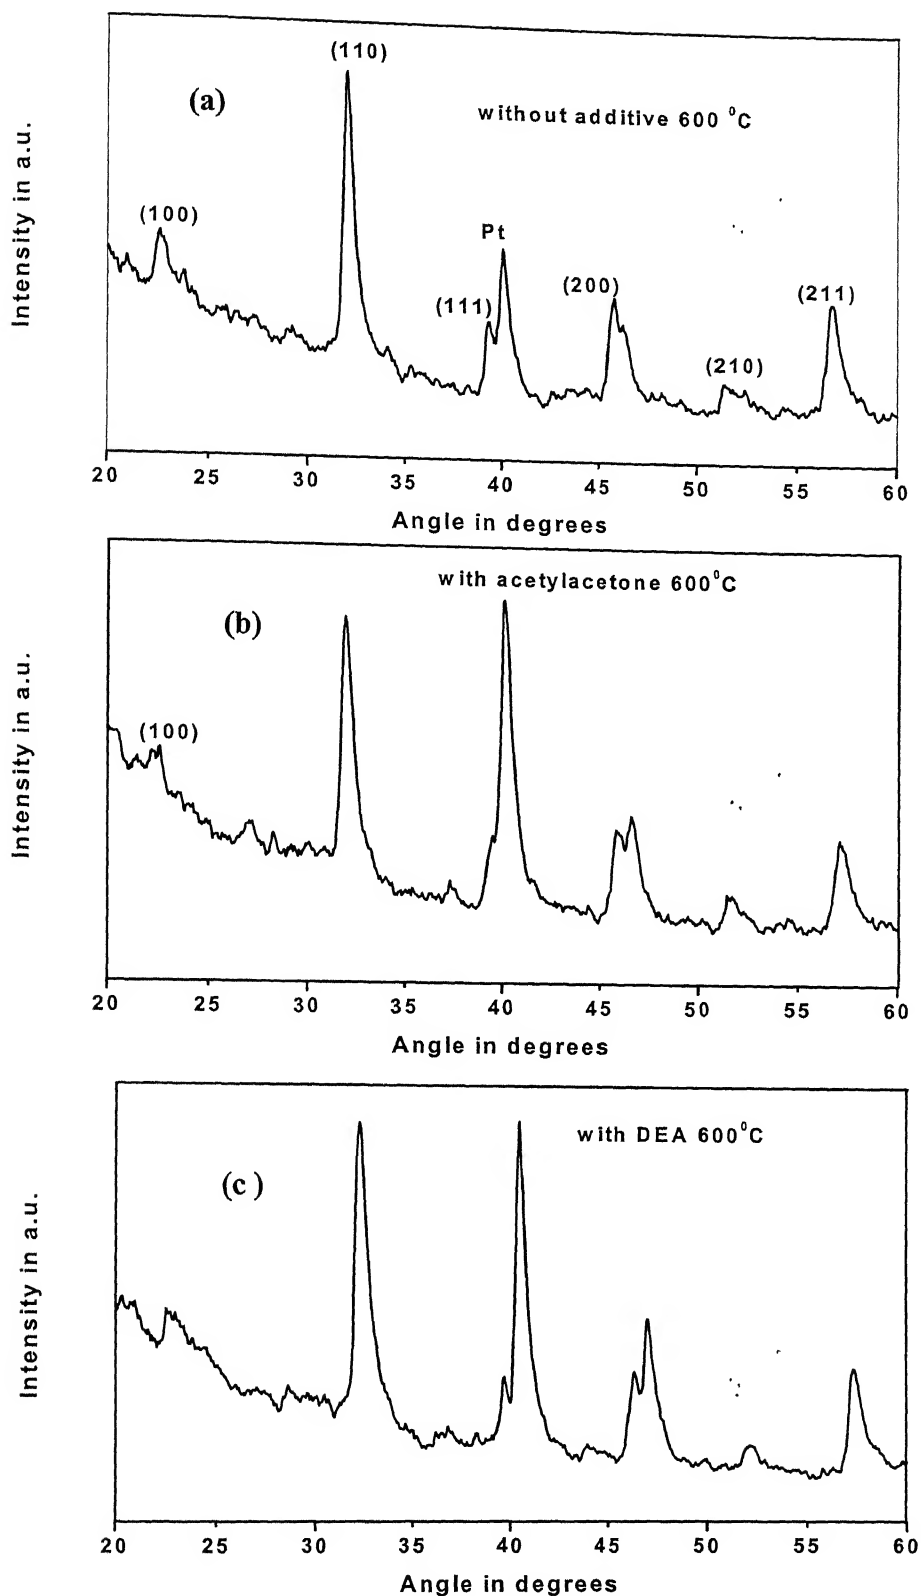 (110)
(a)
without additive 600 ⁰C
(100)
Pt
(111)
(200)
(211)
(210)
Intensity in a.u.
20 25 30 35 40 45 50 55 60
Angle in degrees
with acetylacetone 600⁰C
(b)
(100)
Intensity in a.u.
20 25 30 35 40 45 50 55 60
Angle in degrees
with DEA 600⁰C
(c )
Intensity in a.u.
20 25 30 35 40 45 50 55 60
Angle in degrees